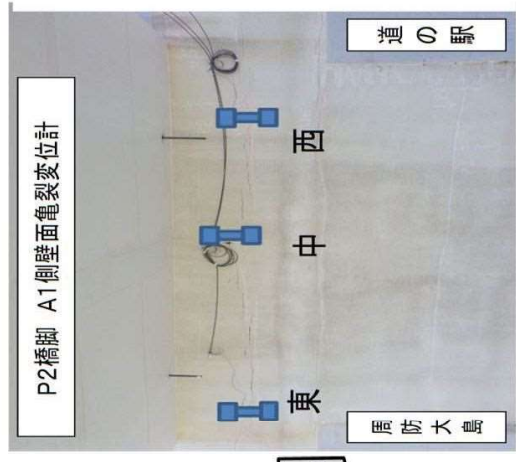 P2橋脚 A1側壁面亀裂変位計
東
中
西
周防大島
道の駅